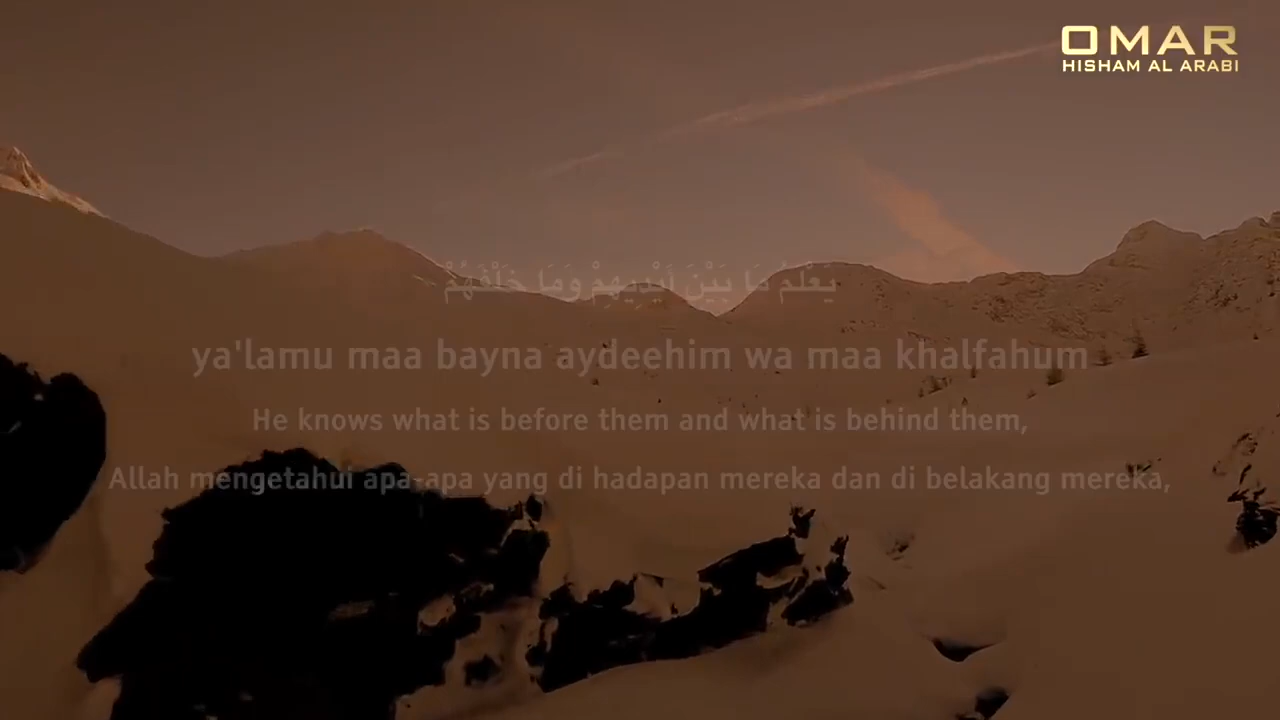 OMAR
HISHAM AL ARABI
يَعْلَمُ مَا بَيْنَ اَيْدِيْهِمْ وَمَا خَلْفَهُمْ
ya'lamu maa bayna aydeehim wa maa khalfahum
He knows what is before them and what is behind them,
Allah mengetahui apa-apa yang di hadapan mereka dan di belakang mereka,